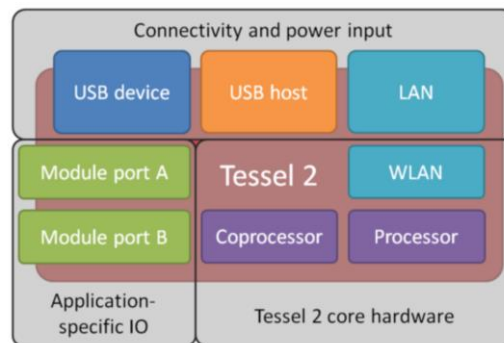 Connectivity and power input
USB device
USB host
LAN
Module port A
Tessel 2
WLAN
Module port B
Coprocessor
Processor
Application-
specific IO
Tessel 2 core hardware